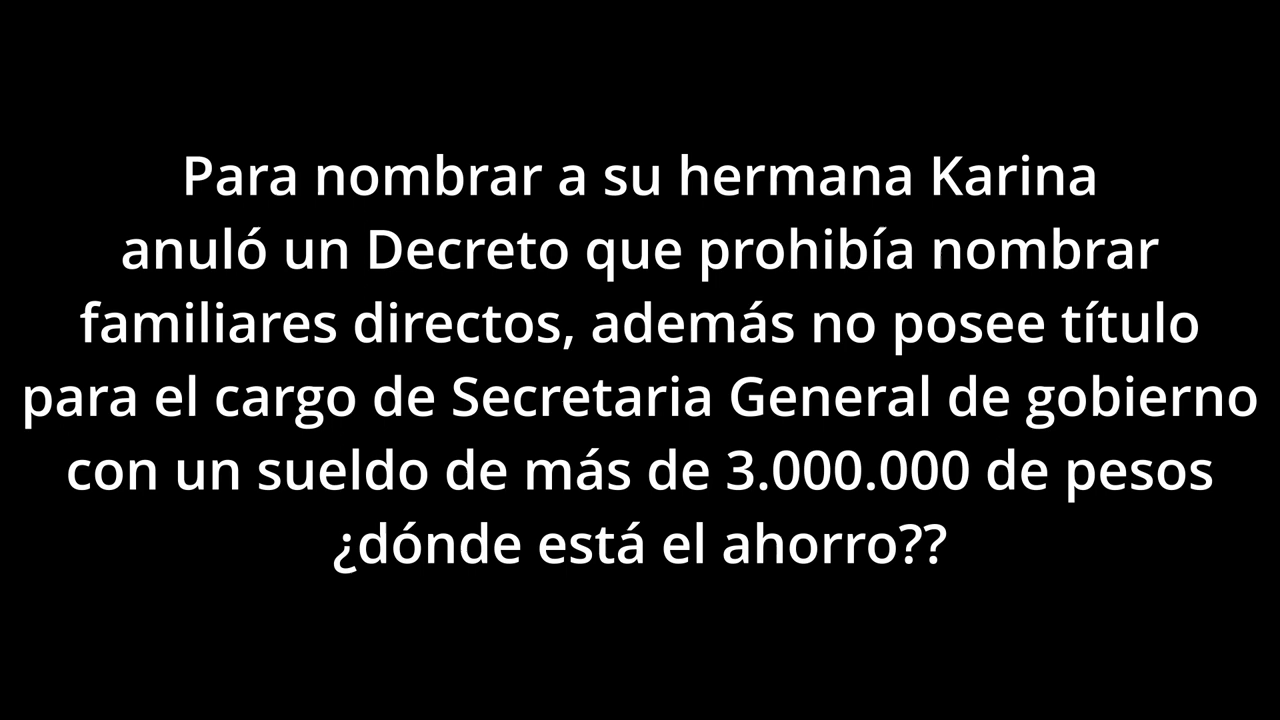 Para nombrar a su hermana Karina
anuló un Decreto que prohibía nombrar
familiares directos, además no posee título
para el cargo de Secretaria General de gobierno
con un sueldo de más de 3.000.000 de pesos
¿dónde está el ahorro??